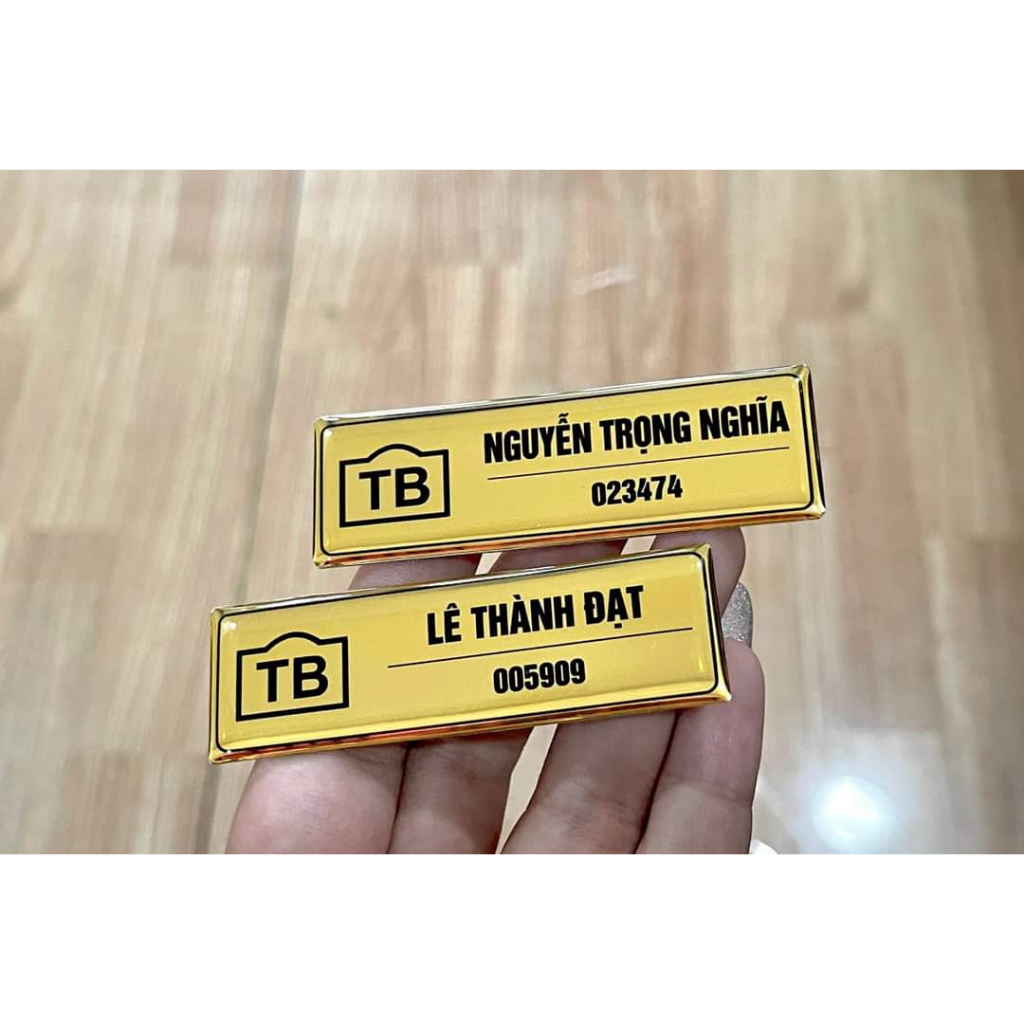 TB
NGUYỄN TRỌNG NGHĨA
023474
TB
LÊ THÀNH ĐẠT
005909